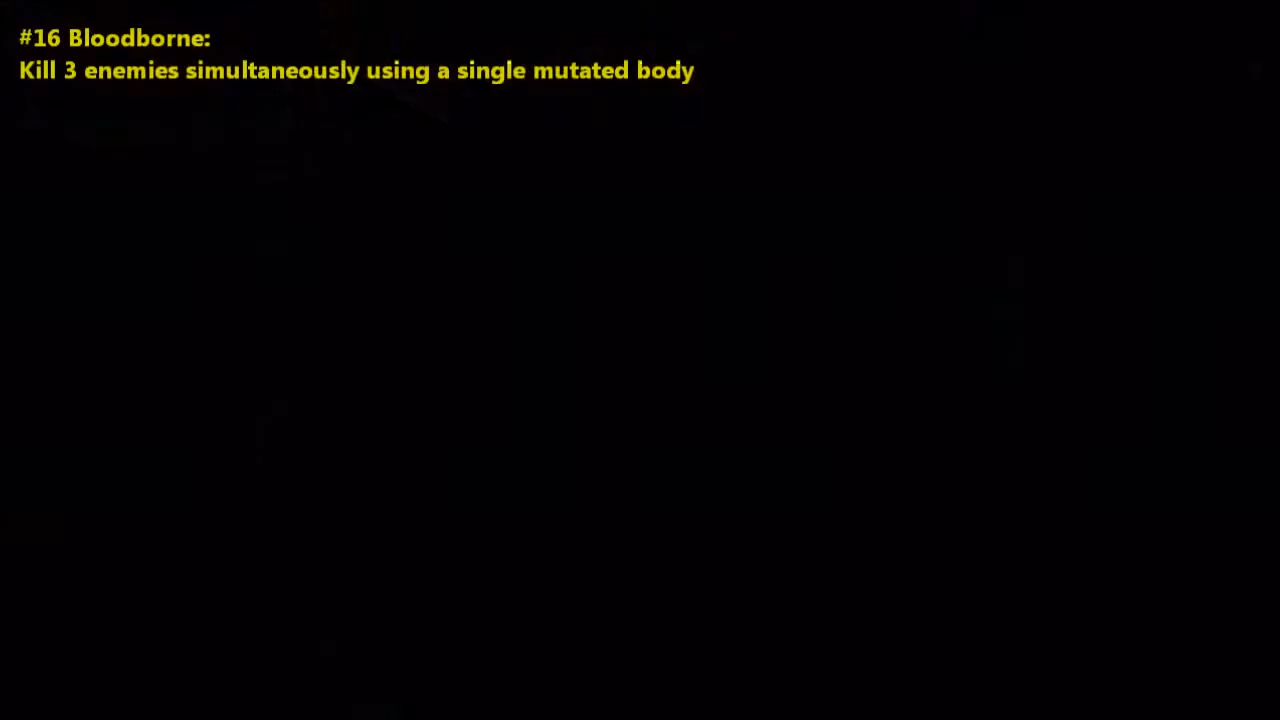 #16 Bloodborne:
Kill 3 enemies simultaneously using a single mutated body